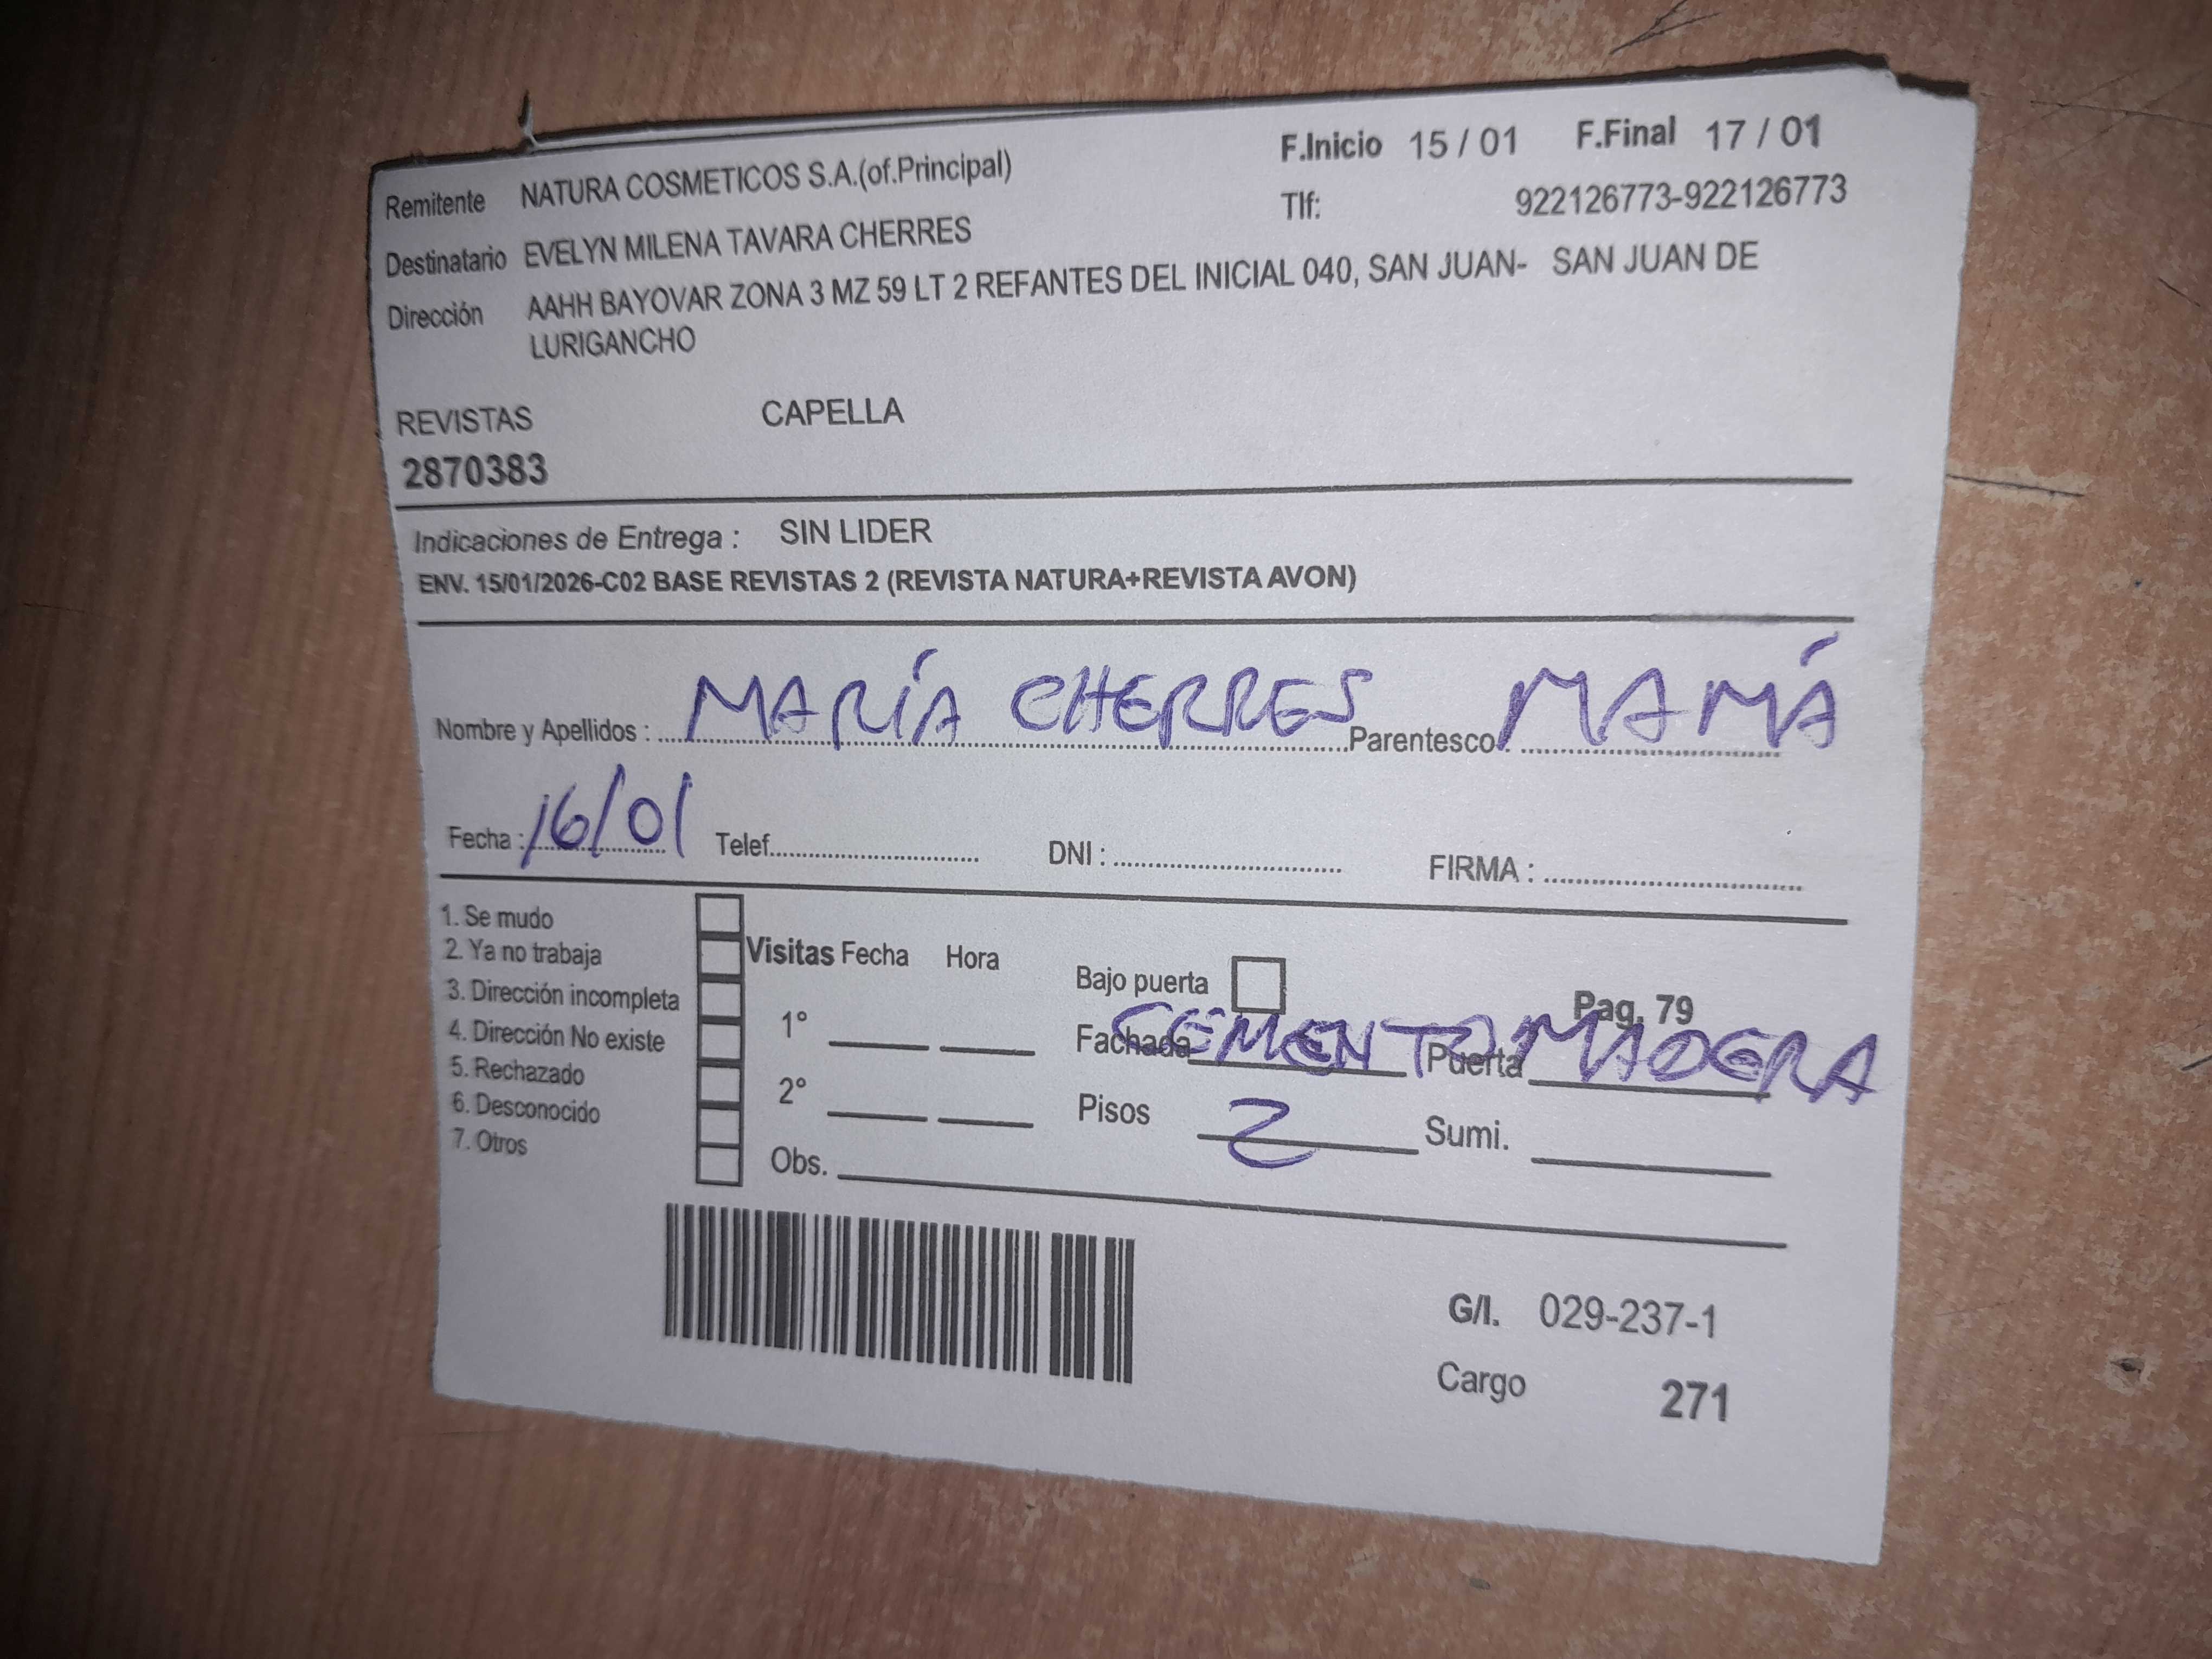 Remitente NATURA COSMETICOS S.A.(of.Principal) F.Inicio 15 / 01 F.Final 17 / 01
Destinatario EVELYN MILENA TAVARA CHERRES Tlf: 922126773-922126773
Dirección AAHH BAYOVAR ZONA 3 MZ 59 LT 2 REFANTES DEL INICIAL 040, SAN JUAN- SAN JUAN DE
LURIGANCHO
REVISTAS CAPELLA
2870383
Indicaciones de Entrega : SIN LIDER
ENV. 15/01/2026-C02 BASE REVISTAS 2 (REVISTA NATURA+REVISTA AVON)
Nombre y Apellidos : MARÍA CHERRES Parentesco : MAMÁ
Fecha : 16/01 Telef. DNI : FIRMA :
1. Se mudo
2. Ya no trabaja
3. Dirección incompleta
4. Dirección No existe
5. Rechazado
6. Desconocido
7. Otros
Visitas Fecha Hora
1°
2°
Obs.
Bajo puerta Pag. 79
Fachada CEMENTO Puerta MADERA
Pisos 2 Sumi.
G/I. 029-237-1
Cargo 271